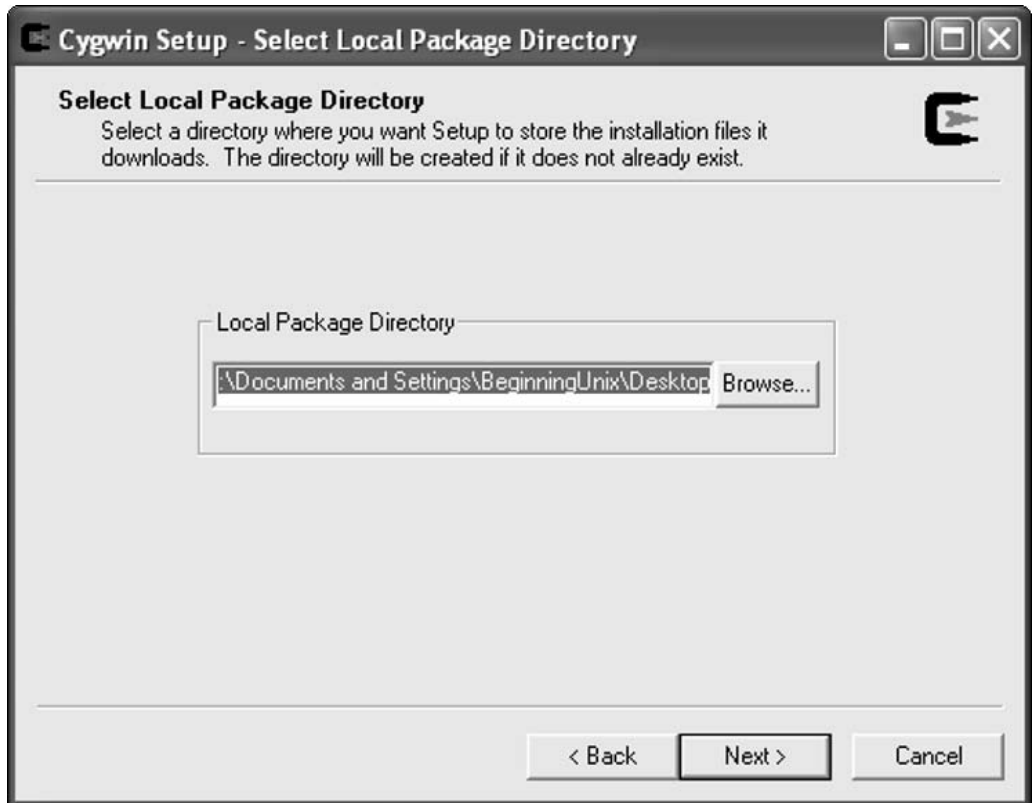 Cygwin Setup - Select Local Package Directory
Select Local Package Directory
Select a directory where you want Setup to store the installation files it
downloads. The directory will be created if it does not already exist.
Local Package Directory
:\Documents and Settings\BeginningUnix\Desktop
Browse...
< Back
Next >
Cancel